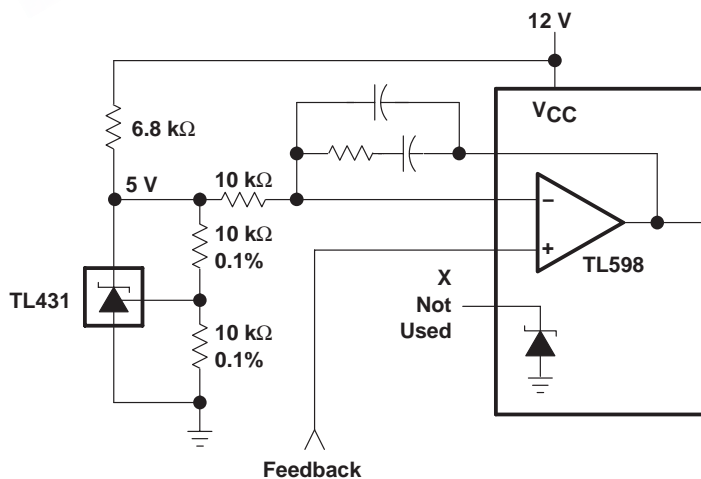 12 V
VCC
6.8 kΩ
5 V
10 kΩ
10 kΩ
0.1%
TL431
10 kΩ
0.1%
−
+
TL598
X
Not
Used
Feedback